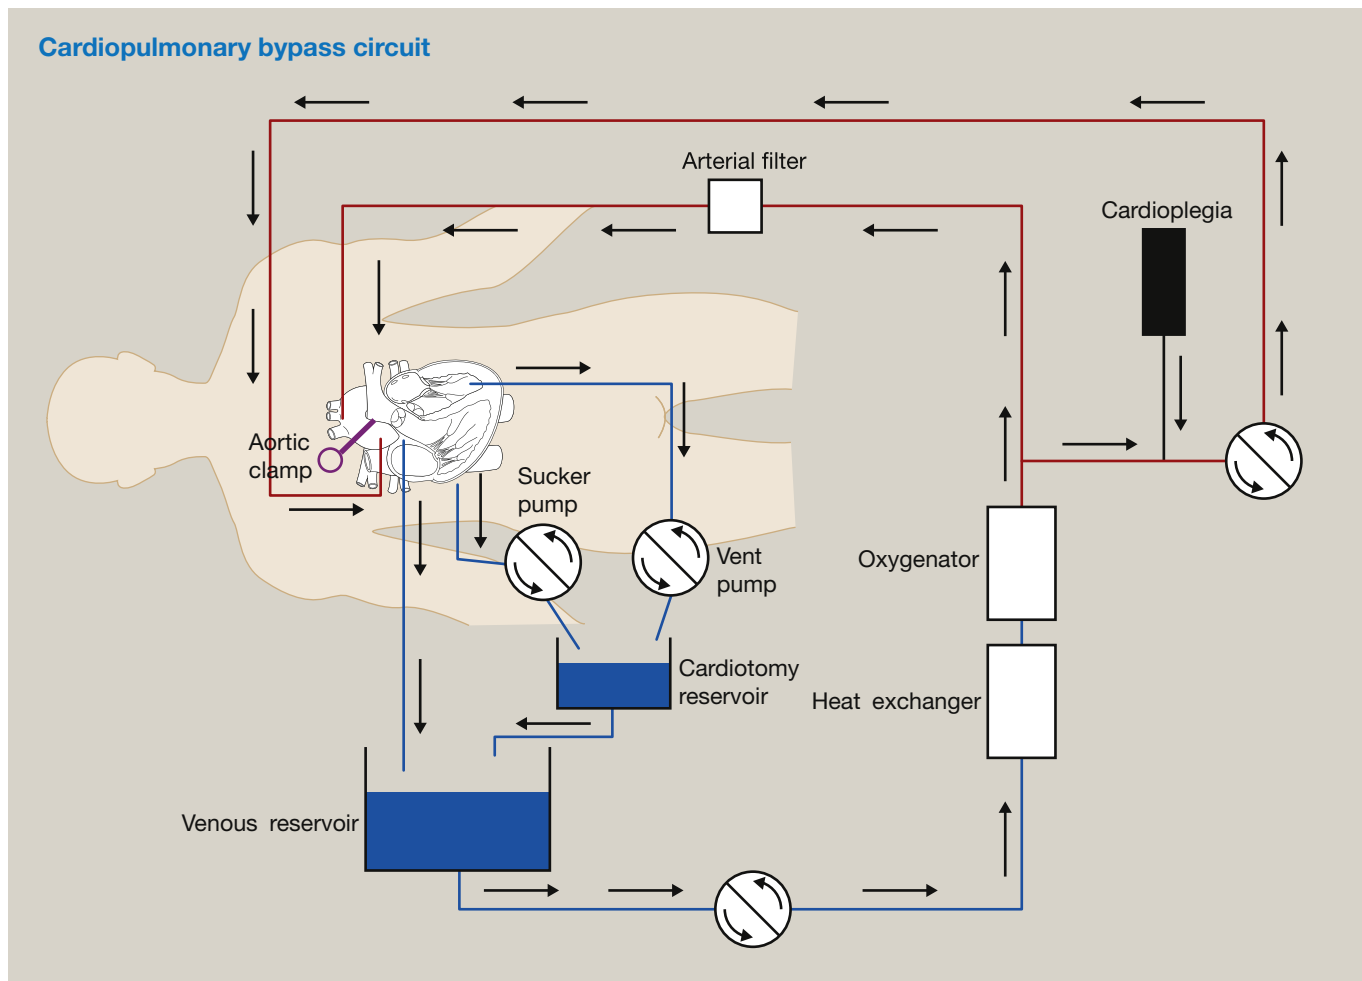 Cardiopulmonary bypass circuit
Arterial filter
Cardioplegia
Aortic
clamp
Sucker
pump
Vent
pump
Oxygenator
Cardiotomy
reservoir
Heat exchanger
Venous reservoir